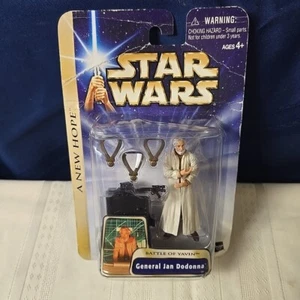 WARNING:
CHOKING HAZARD - Small parts
Not for children under 3 years.
AGES 4+
STAR
WARS
A NEW HOPE
BATTLE OF YAVIN
General Jan Dodonna